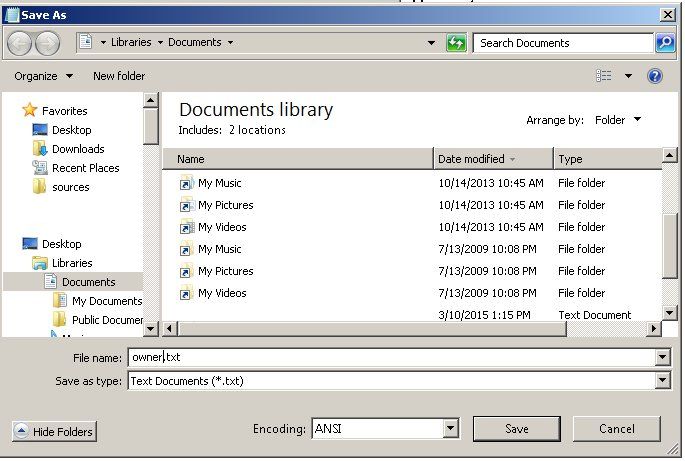 Save As
Libraries Documents
Search Documents
Organize New folder
Documents library
Includes: 2 locations
Arrange by: Folder
Favorites
Desktop
Downloads
Recent Places
sources
Desktop
Libraries
Documents
My Documents
Public Documer
Name Date modified Type
My Music 10/14/2013 10:45 AM File folder
My Pictures 10/14/2013 10:45 AM File folder
My Videos 10/14/2013 10:45 AM File folder
My Music 7/13/2009 10:08 PM File folder
My Pictures 7/13/2009 10:08 PM File folder
My Videos 7/13/2009 10:08 PM File folder
3/10/2015 1:15 PM Text Document
File name: owner.txt
Save as type: Text Documents (*.txt)
Hide Folders
Encoding: ANSI
Save
Cancel